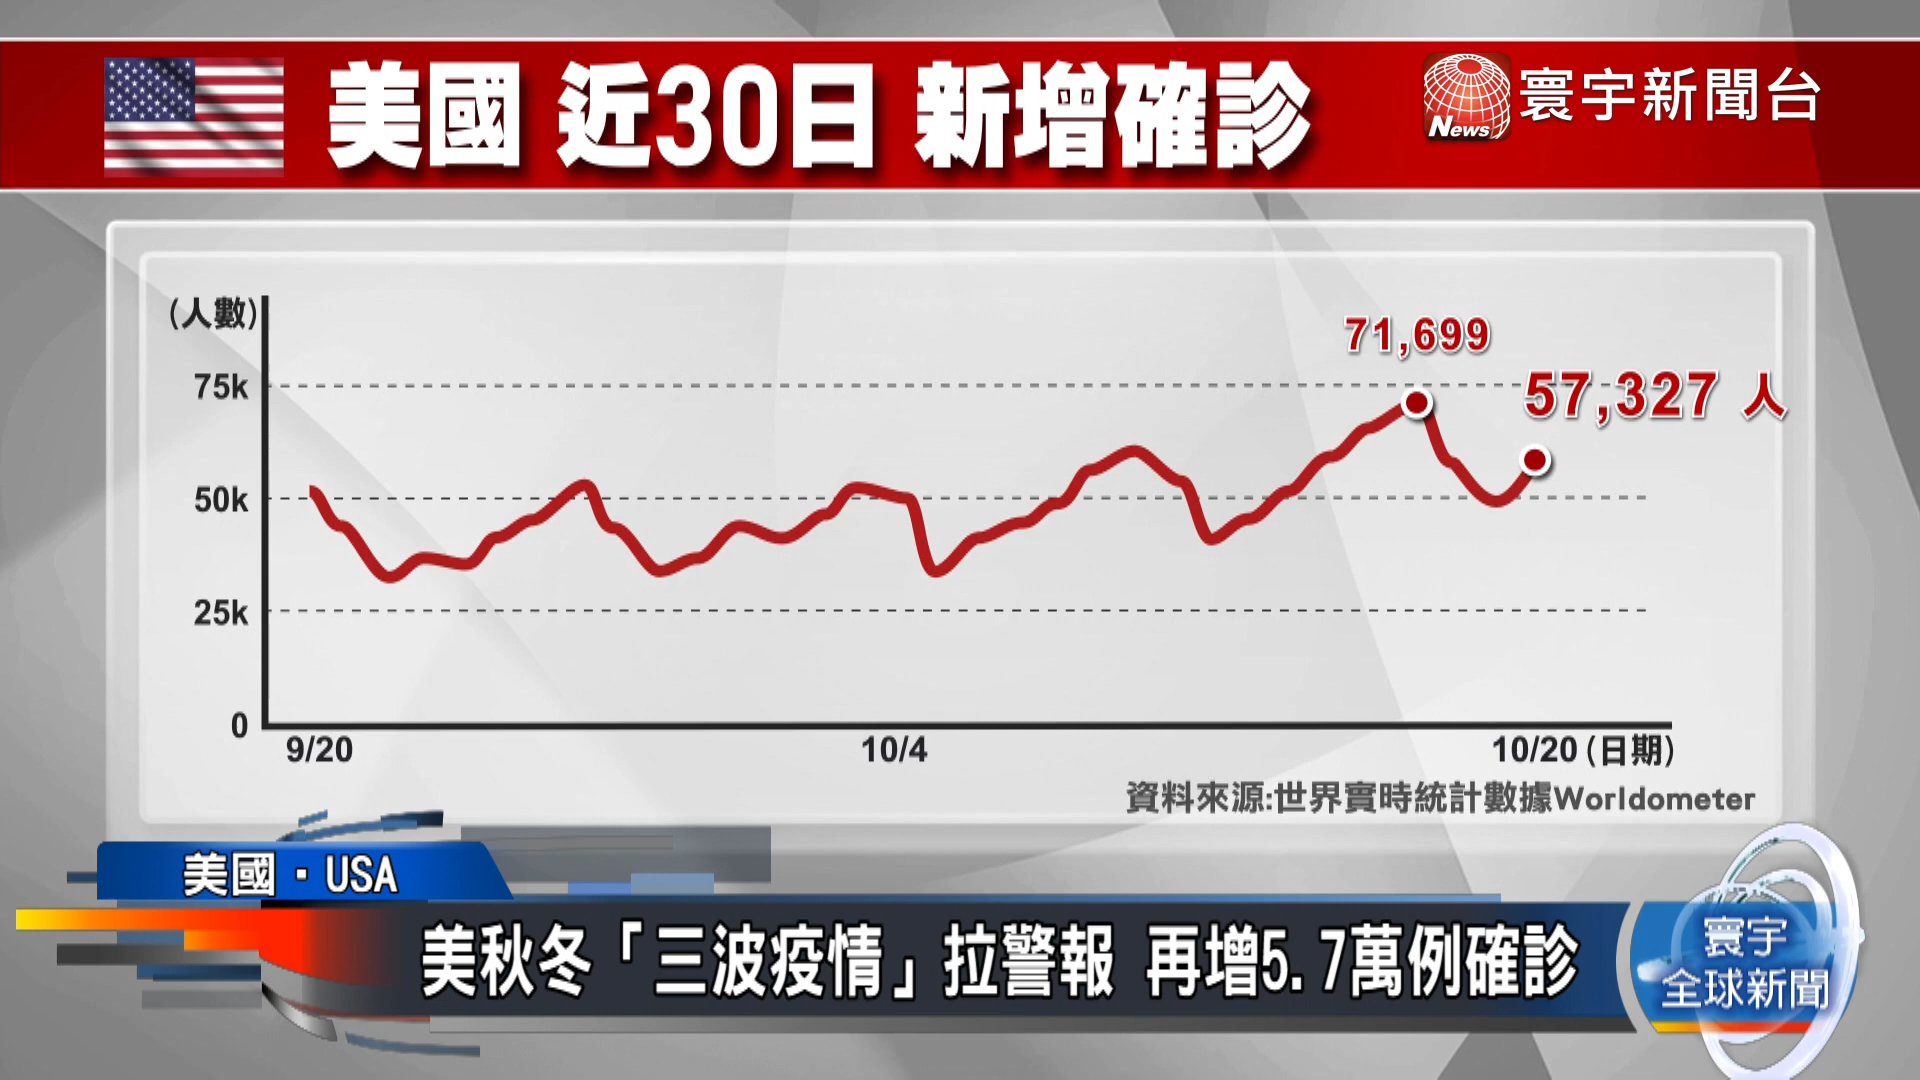 美國 近30日 新增確診
News 寰宇新聞台
(人數)
71,699
75k
57,327 人
50k
25k
0
9/20 10/4 10/20 (日期)
資料來源:世界實時統計數據Worldometer
美國‧USA
美秋冬「三波疫情」拉警報 再增5.7萬例確診
寰宇
全球新聞